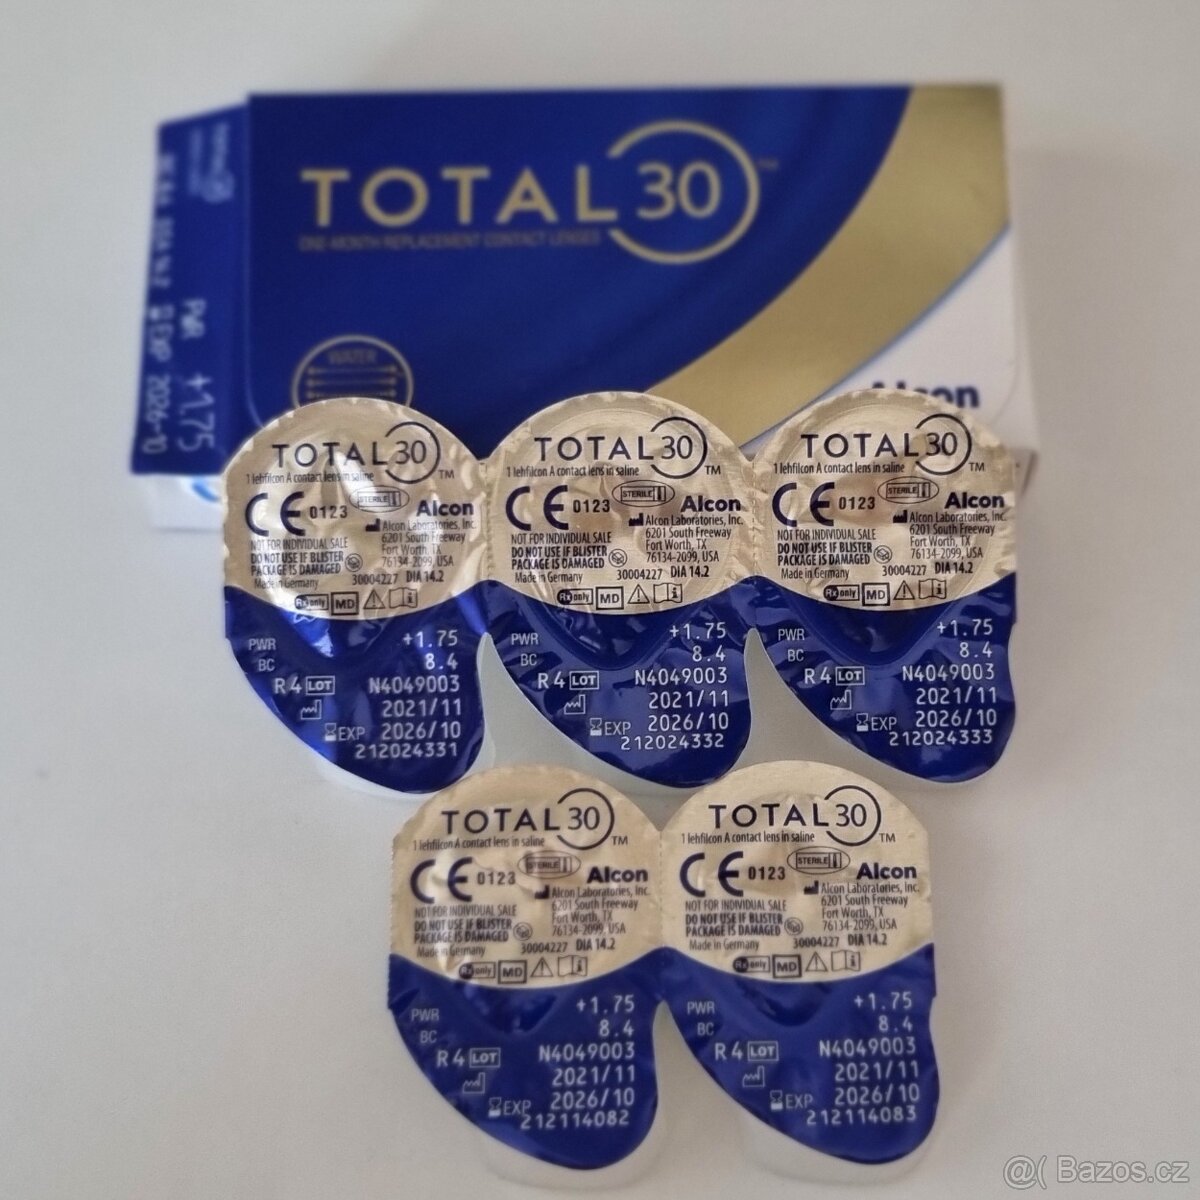 TOTAL 30™
ONE-MONTH REPLACEMENT CONTACT LENSES
WATER
Alcon
PWR +1.75
EXP 2026-10
TOTAL 30™
1 lehfilcon A contact lens in saline
CE 0123
STERILE
Alcon
Alcon Laboratories, Inc.
6201 South Freeway
Fort Worth, TX
76134-2099, USA
NOT FOR INDIVIDUAL SALE
DO NOT USE IF BLISTER
PACKAGE IS DAMAGED
Made in Germany
30004227 DIA 14.2
Rx only MD
PWR +1.75
BC 8.4
R4 LOT N4049003
2021/11
EXP 2026/10
212024331
TOTAL 30™
1 lehfilcon A contact lens in saline
CE 0123
STERILE
Alcon
Alcon Laboratories, Inc.
6201 South Freeway
Fort Worth, TX
76134-2099, USA
NOT FOR INDIVIDUAL SALE
DO NOT USE IF BLISTER
PACKAGE IS DAMAGED
Made in Germany
30004227 DIA 14.2
Rx only MD
PWR +1.75
BC 8.4
R4 LOT N4049003
2021/11
EXP 2026/10
212024332
TOTAL 30™
1 lehfilcon A contact lens in saline
CE 0123
STERILE
Alcon
Alcon Laboratories, Inc.
6201 South Freeway
Fort Worth, TX
76134-2099, USA
NOT FOR INDIVIDUAL SALE
DO NOT USE IF BLISTER
PACKAGE IS DAMAGED
Made in Germany
30004227 DIA 14.2
Rx only MD
PWR +1.75
BC 8.4
R4 LOT N4049003
2021/11
EXP 2026/10
212024333
TOTAL 30™
1 lehfilcon A contact lens in saline
CE 0123
STERILE
Alcon
Alcon Laboratories, Inc.
6201 South Freeway
Fort Worth, TX
76134-2099, USA
NOT FOR INDIVIDUAL SALE
DO NOT USE IF BLISTER
PACKAGE IS DAMAGED
Made in Germany
30004227 DIA 14.2
Rx only MD
PWR +1.75
BC 8.4
R4 LOT N4049003
2021/11
EXP 2026/10
212114082
TOTAL 30™
1 lehfilcon A contact lens in saline
CE 0123
STERILE
Alcon
Alcon Laboratories, Inc.
6201 South Freeway
Fort Worth, TX
76134-2099, USA
NOT FOR INDIVIDUAL SALE
DO NOT USE IF BLISTER
PACKAGE IS DAMAGED
Made in Germany
30004227 DIA 14.2
Rx only MD
PWR +1.75
BC 8.4
R4 LOT N4049003
2021/11
EXP 2026/10
212114083
@( Bazos.cz